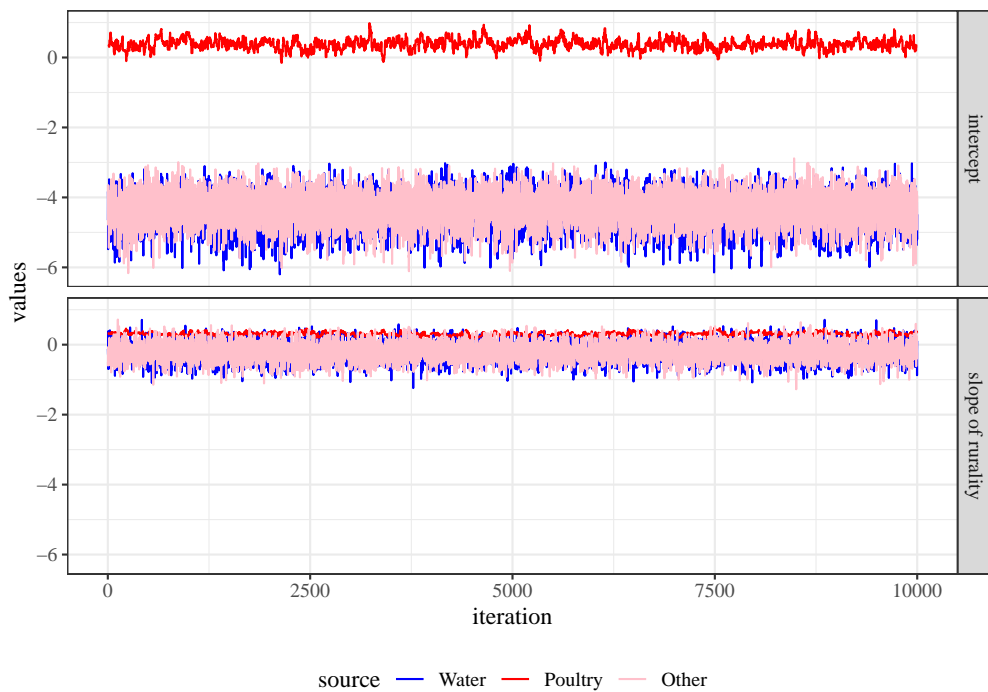 0
−2
−4
−6
intercept
0
−2
−4
−6
slope of rurality
values
0 2500 5000 7500 10000
iteration
source Water Poultry Other